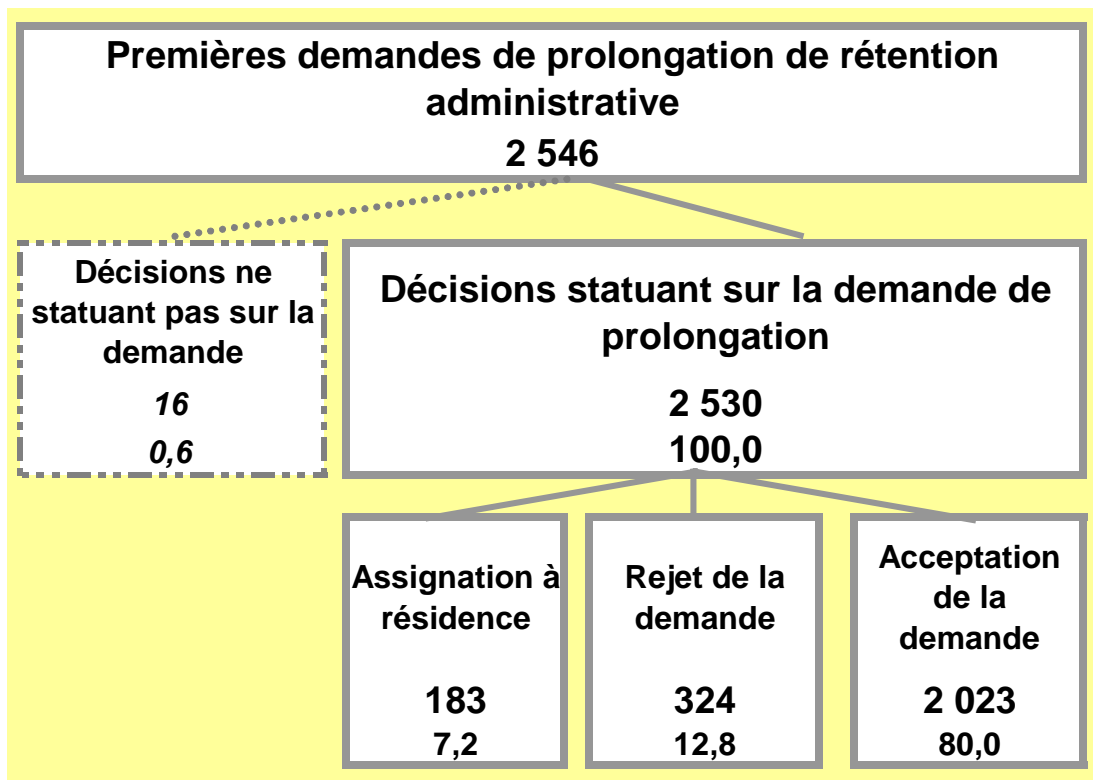 Premières demandes de prolongation de rétention
administrative
2 546
Décisions ne
statuant pas sur la
demande
16
0,6
Décisions statuant sur la demande de
prolongation
2 530
100,0
Assignation à
résidence
183
7,2
Rejet de la
demande
324
12,8
Acceptation
de la
demande
2 023
80,0